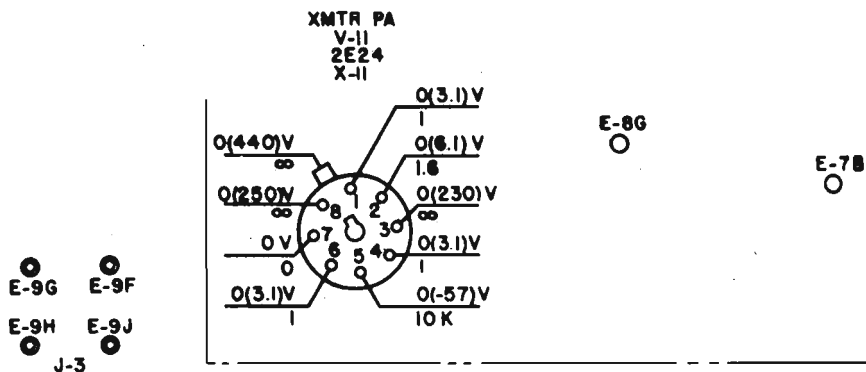 XMTR PA
V-11
2E24
X-11
0(3.1)V
1
0(440)V
∞
0(6.1)V
1.6
0(250)V
∞
0(230)V
∞
0 V
0
0(3.1)V
1
0(3.1)V
1
0(-57)V
10 K
1
2
3
4
5
6
7
8
E-8G
E-7B
E-9G
E-9F
E-9H
E-9J
J-3